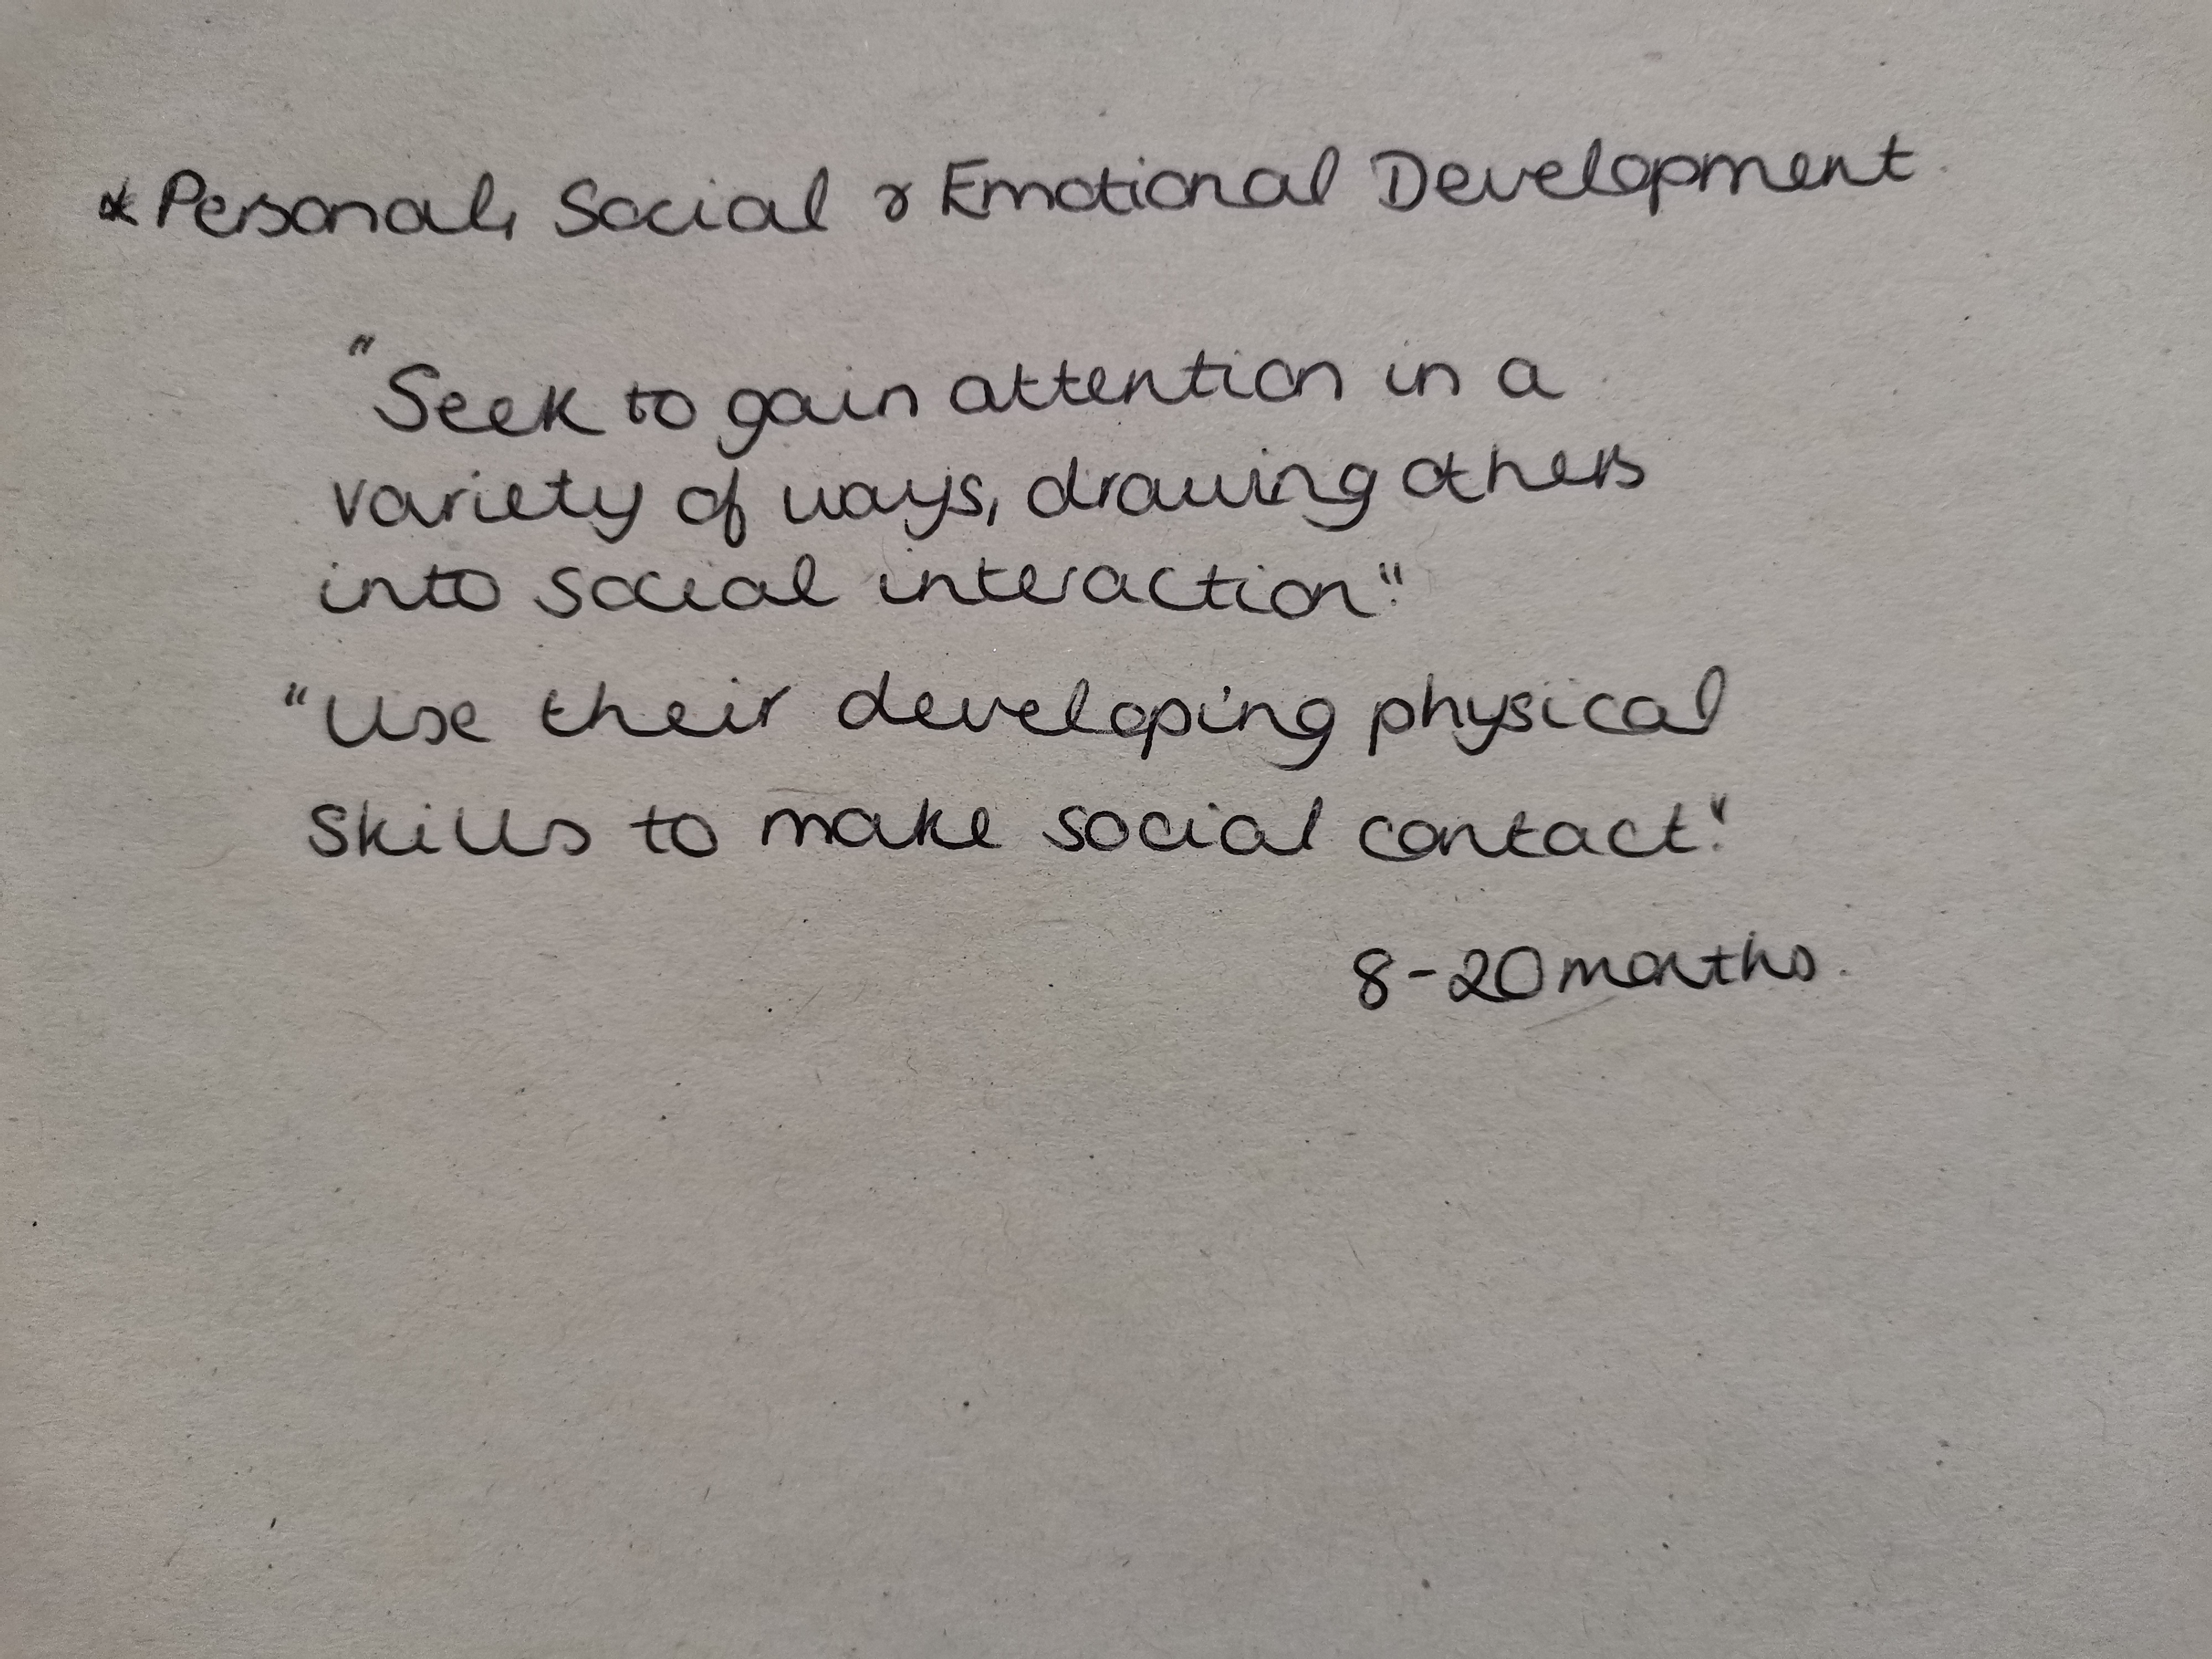 *Personal, Social & Emotional Development.
"Seek to gain attention in a
variety of ways, drawing others
into social interaction."
"Use their developing physical
skills to make social contact."
8-20 months.